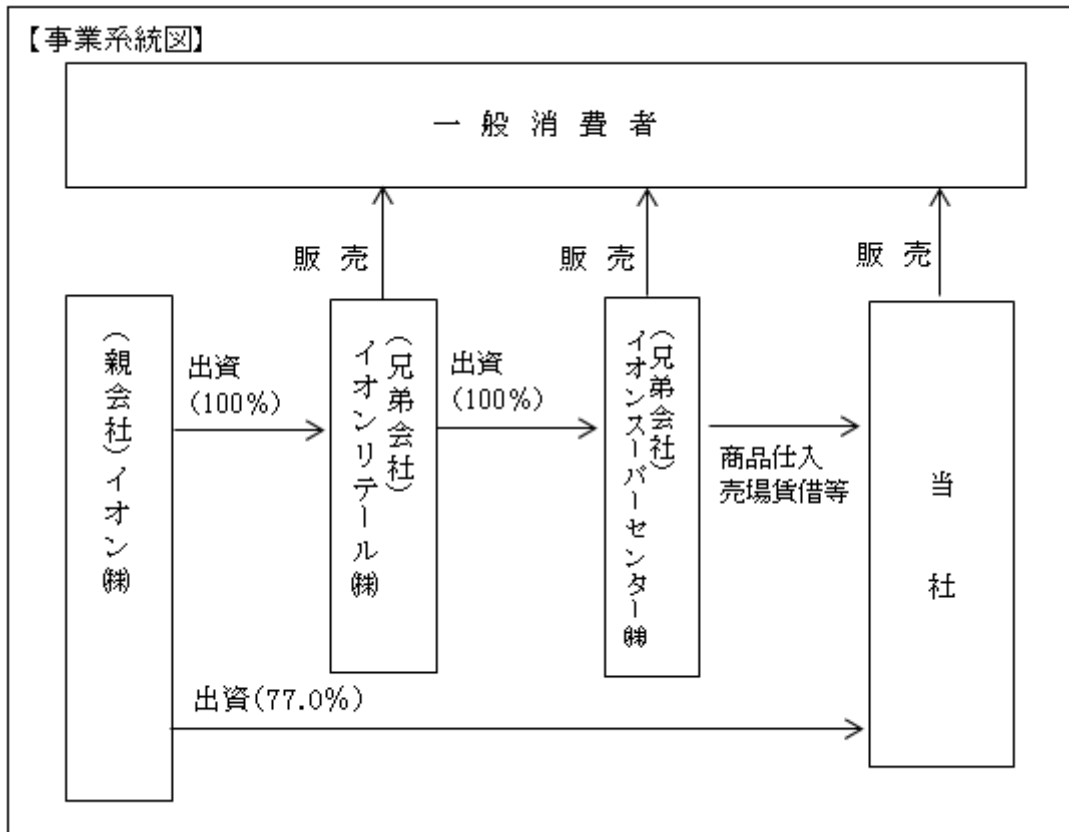 【事業系統図】
一般消費者
販売
販売
販売
(親会社)イオン㈱
出資
(100%)
(兄弟会社)
イオンリテール㈱
出資
(100%)
(兄弟会社)
イオンスーパーセンター㈱
商品仕入
売場賃借等
当社
出資(77.0%)